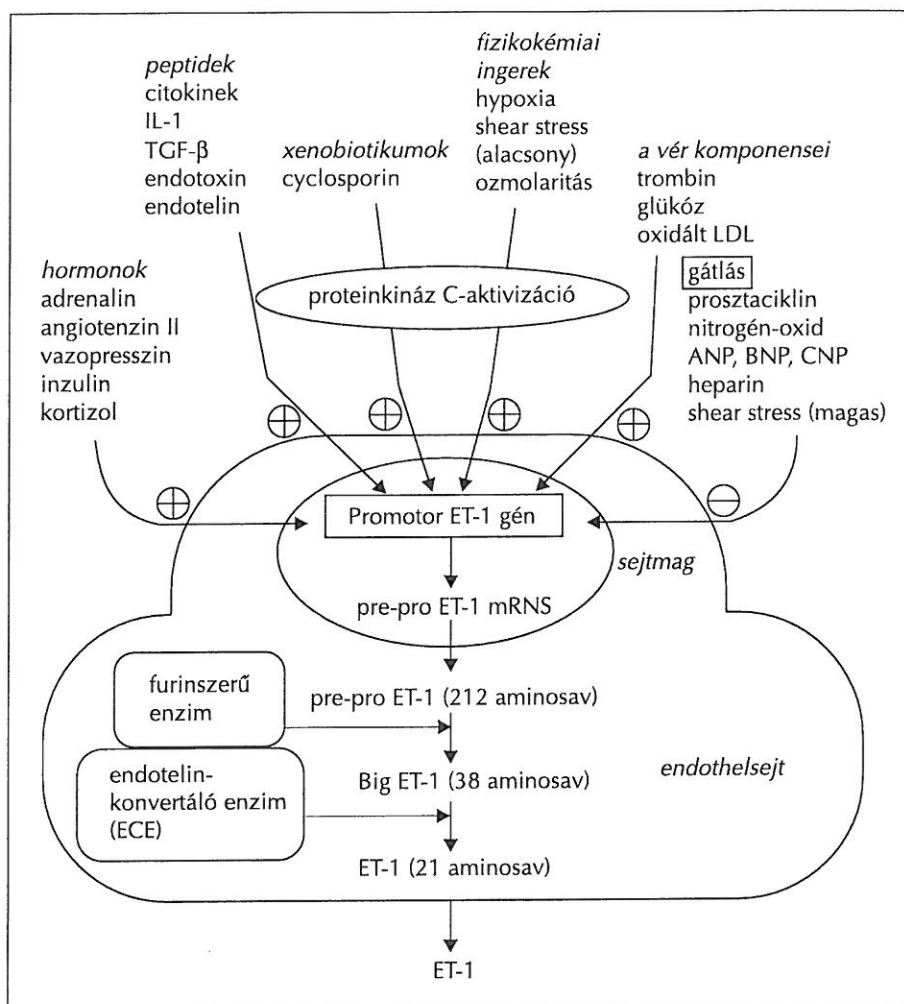 peptidek
citokinek
IL-1
TGF-β
endotoxin
endotelin
xenobiotikumok
cyclosporin
fizikokémiai
ingerek
hypoxia
shear stress
(alacsony)
ozmolaritás
a vér komponensei
trombin
glükóz
oxidált LDL
hormonok
adrenalin
angiotenzin II
vazopresszin
inzulin
kortizol
proteinkináz C-aktivizáció
gátlás
prosztaciklin
nitrogén-oxid
ANP, BNP, CNP
heparin
shear stress (magas)
Promotor ET-1 gén
sejtmag
pre-pro ET-1 mRNS
furinszerű
enzim
pre-pro ET-1 (212 aminosav)
endotelin-
konvertáló enzim
(ECE)
Big ET-1 (38 aminosav)
endothelsejt
ET-1 (21 aminosav)
ET-1